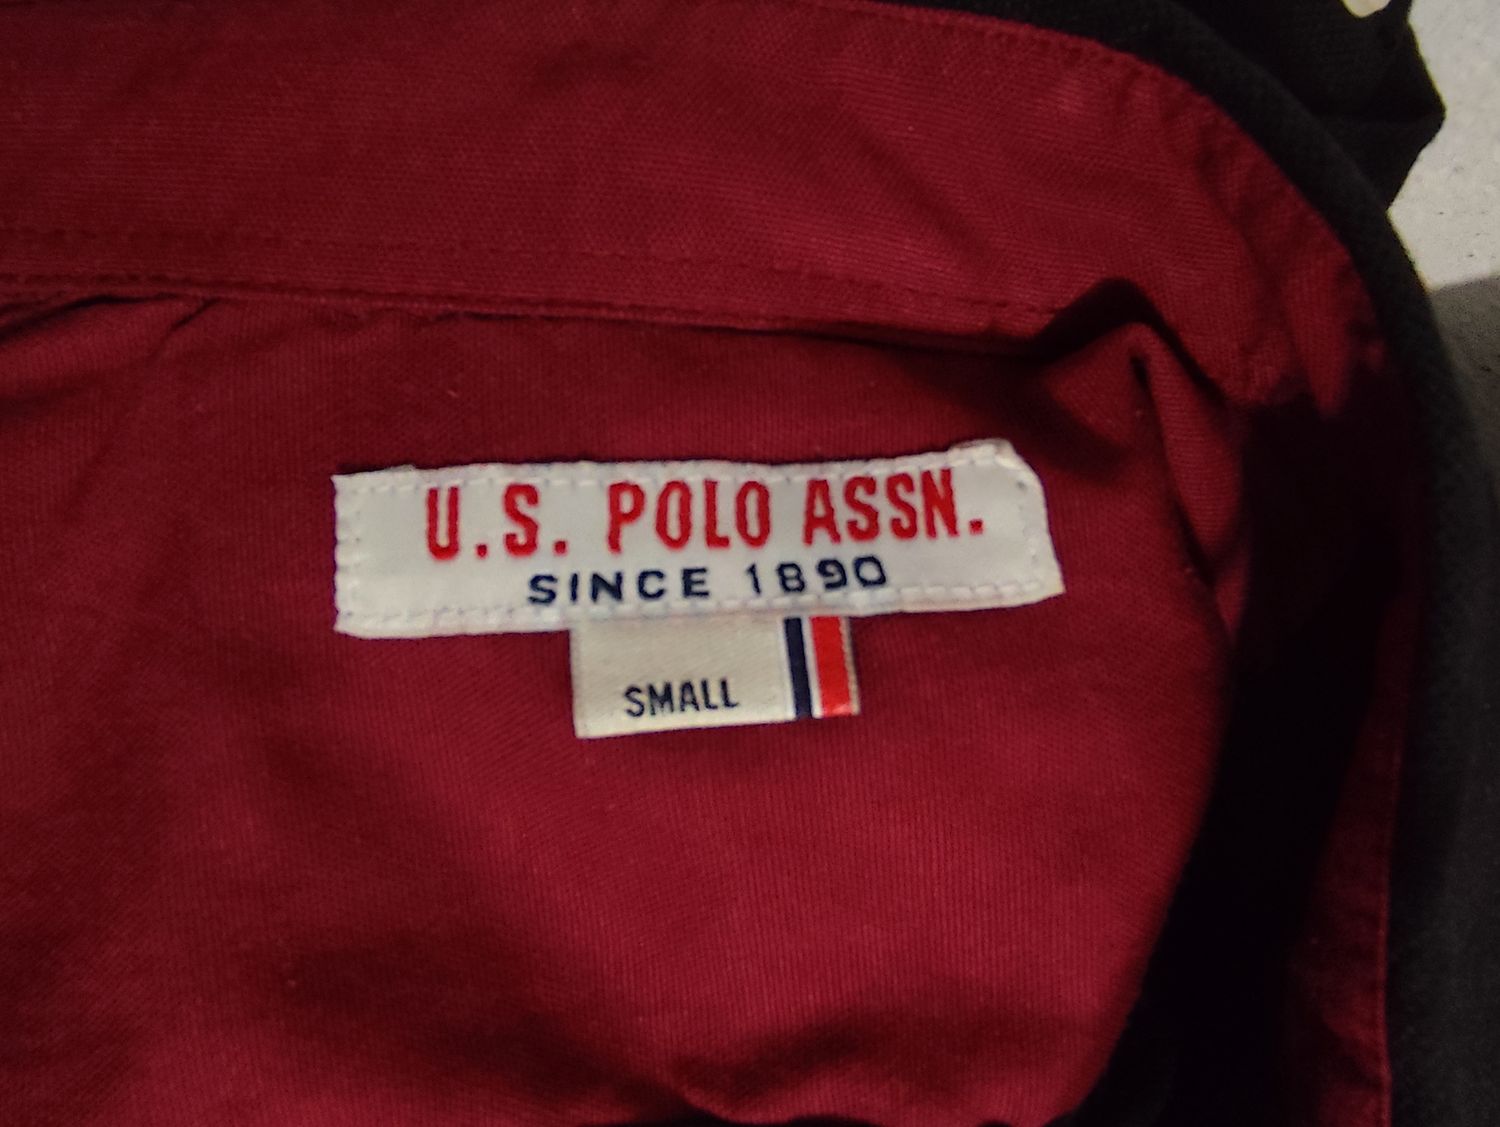 U.S. POLO ASSN.
SINCE 1890
SMALL